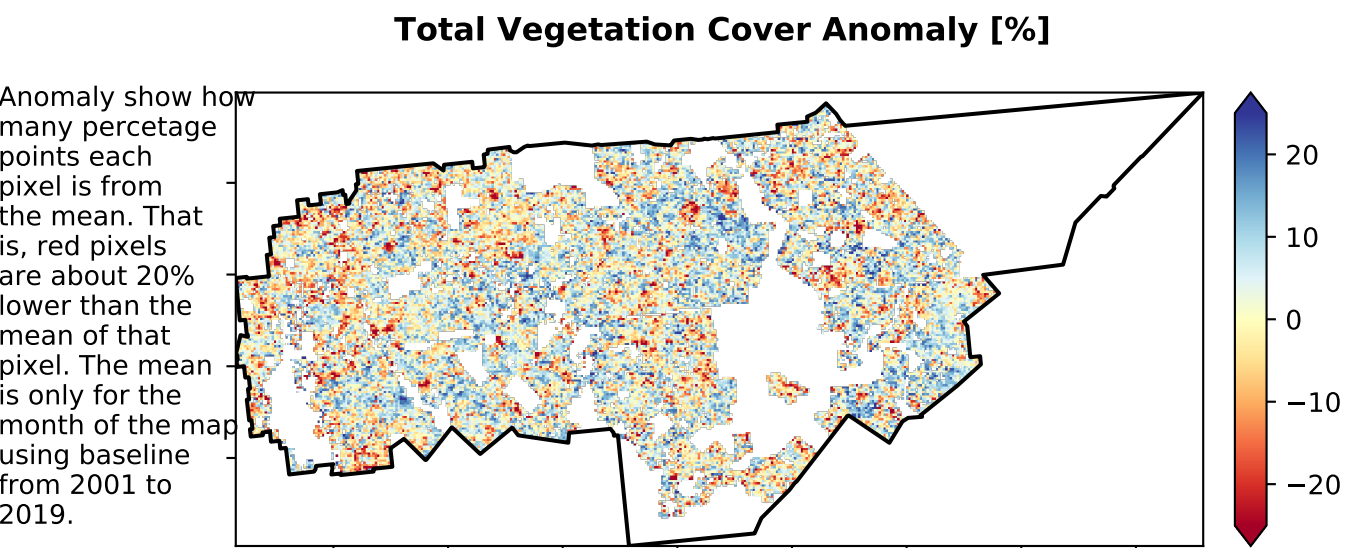 Total Vegetation Cover Anomaly [%]
Anomaly show how
many percetage
points each
pixel is from
the mean. That
is, red pixels
are about 20%
lower than the
mean of that
pixel. The mean
is only for the
month of the map
using baseline
from 2001 to
2019.
20
10
0
−10
−20